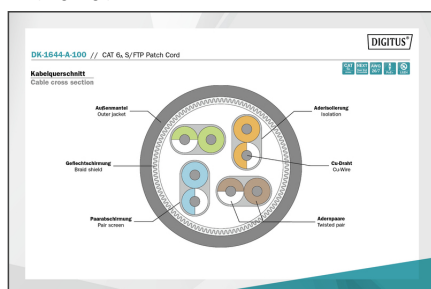 DIGITUS®
DK-1644-A-100 // CAT 6A S/FTP Patch Cord
Kabelquerschnitt
Cable cross section
Außenmantel
Outer jacket
Aderisolierung
Isolation
Geflechtschirmung
Braid shield
Cu-Draht
Cu-Wire
Paarabschirmung
Pair screen
Aderspaare
Twisted pair